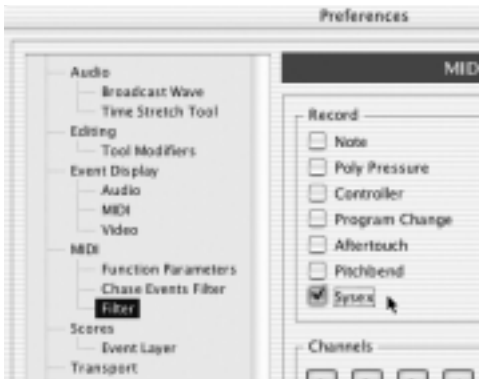 Preferences
Audio
Broadcast Wave
Time Stretch Tool
Editing
Tool Modifiers
Event Display
Audio
MIDI
Video
MIDI
Function Parameters
Chase Events Filter
Filter
Scores
Event Layer
Transport
MID
Record
Note
Poly Pressure
Controller
Program Change
Aftertouch
Pitchbend
Sysex
Channels